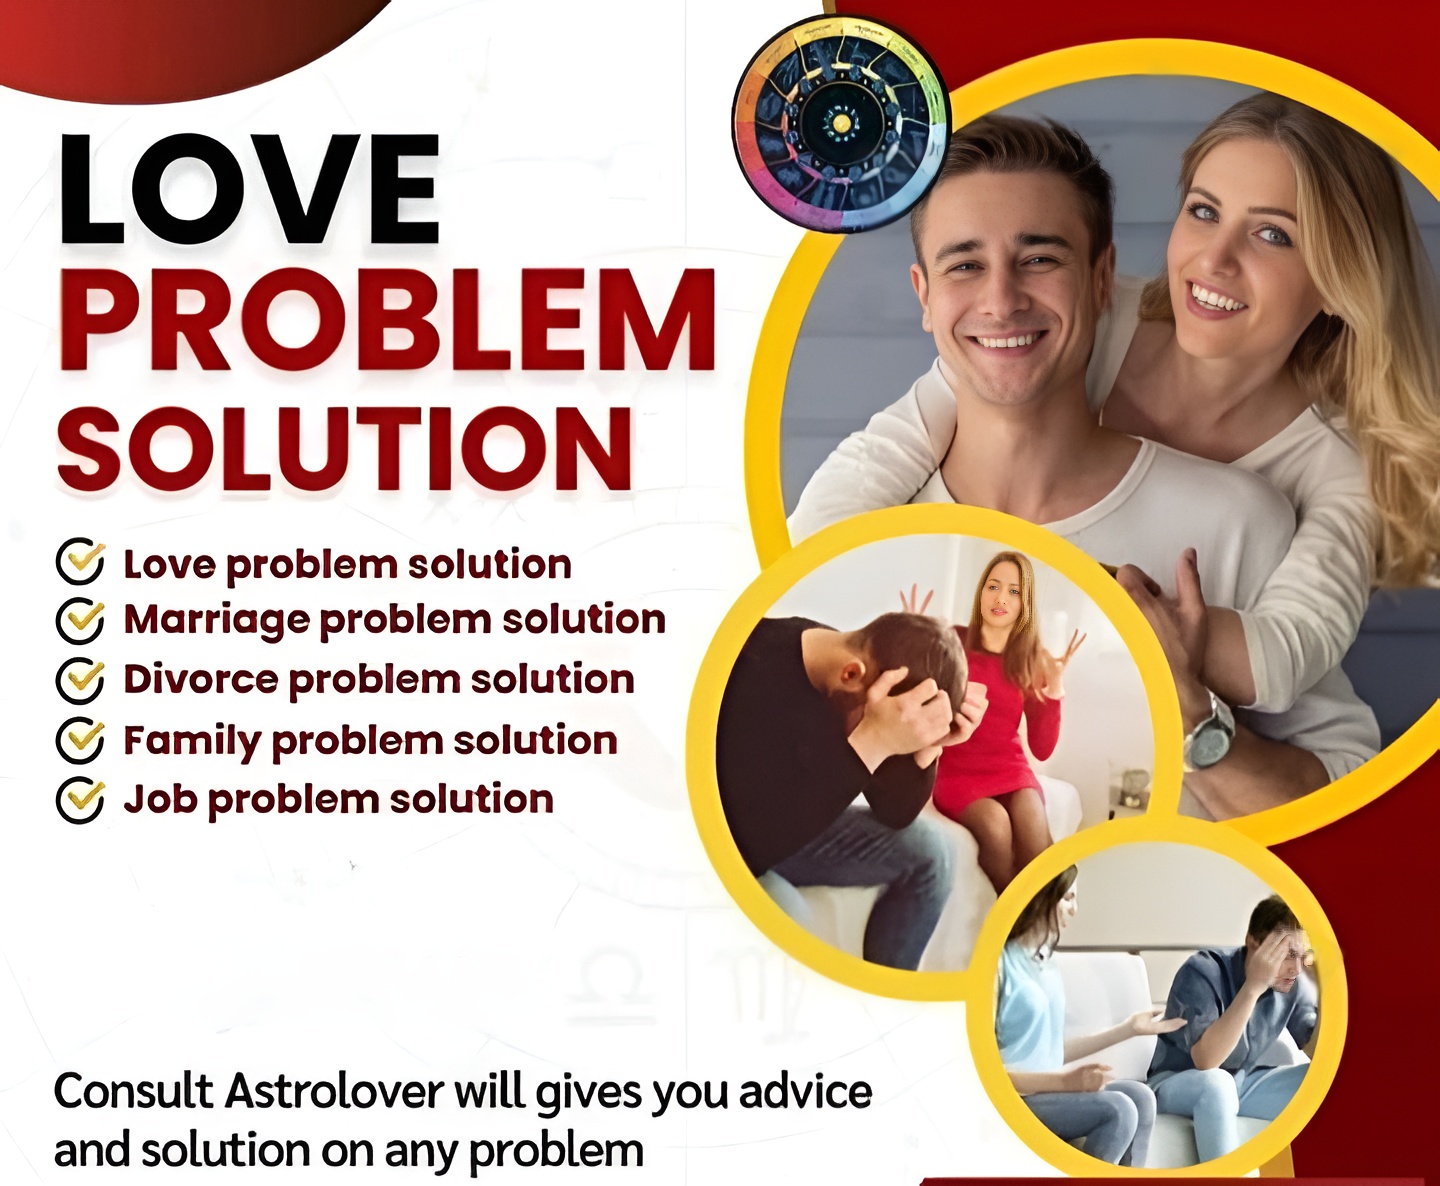 LOVE
PROBLEM
SOLUTION
Love problem solution
Marriage problem solution
Divorce problem solution
Family problem solution
Job problem solution
Consult Astrolover will gives you advice
and solution on any problem